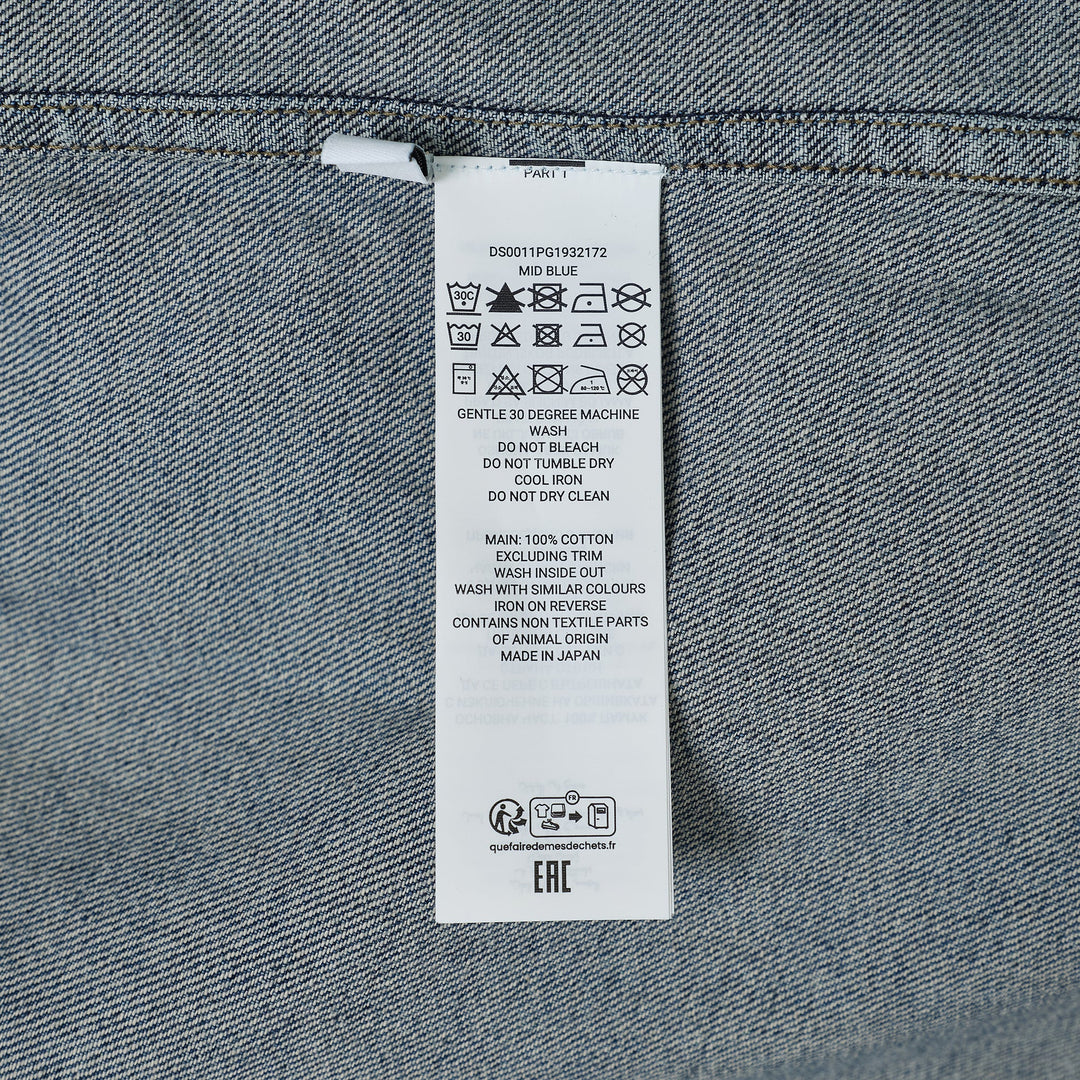 PART 1
DS0011PG1932172
MID BLUE
30C
30
GENTLE 30 DEGREE MACHINE
WASH
DO NOT BLEACH
DO NOT TUMBLE DRY
COOL IRON
DO NOT DRY CLEAN
MAIN: 100% COTTON
EXCLUDING TRIM
WASH INSIDE OUT
WASH WITH SIMILAR COLOURS
IRON ON REVERSE
CONTAINS NON TEXTILE PARTS
OF ANIMAL ORIGIN
MADE IN JAPAN
FR
quefairedemesdechets.fr
EAC